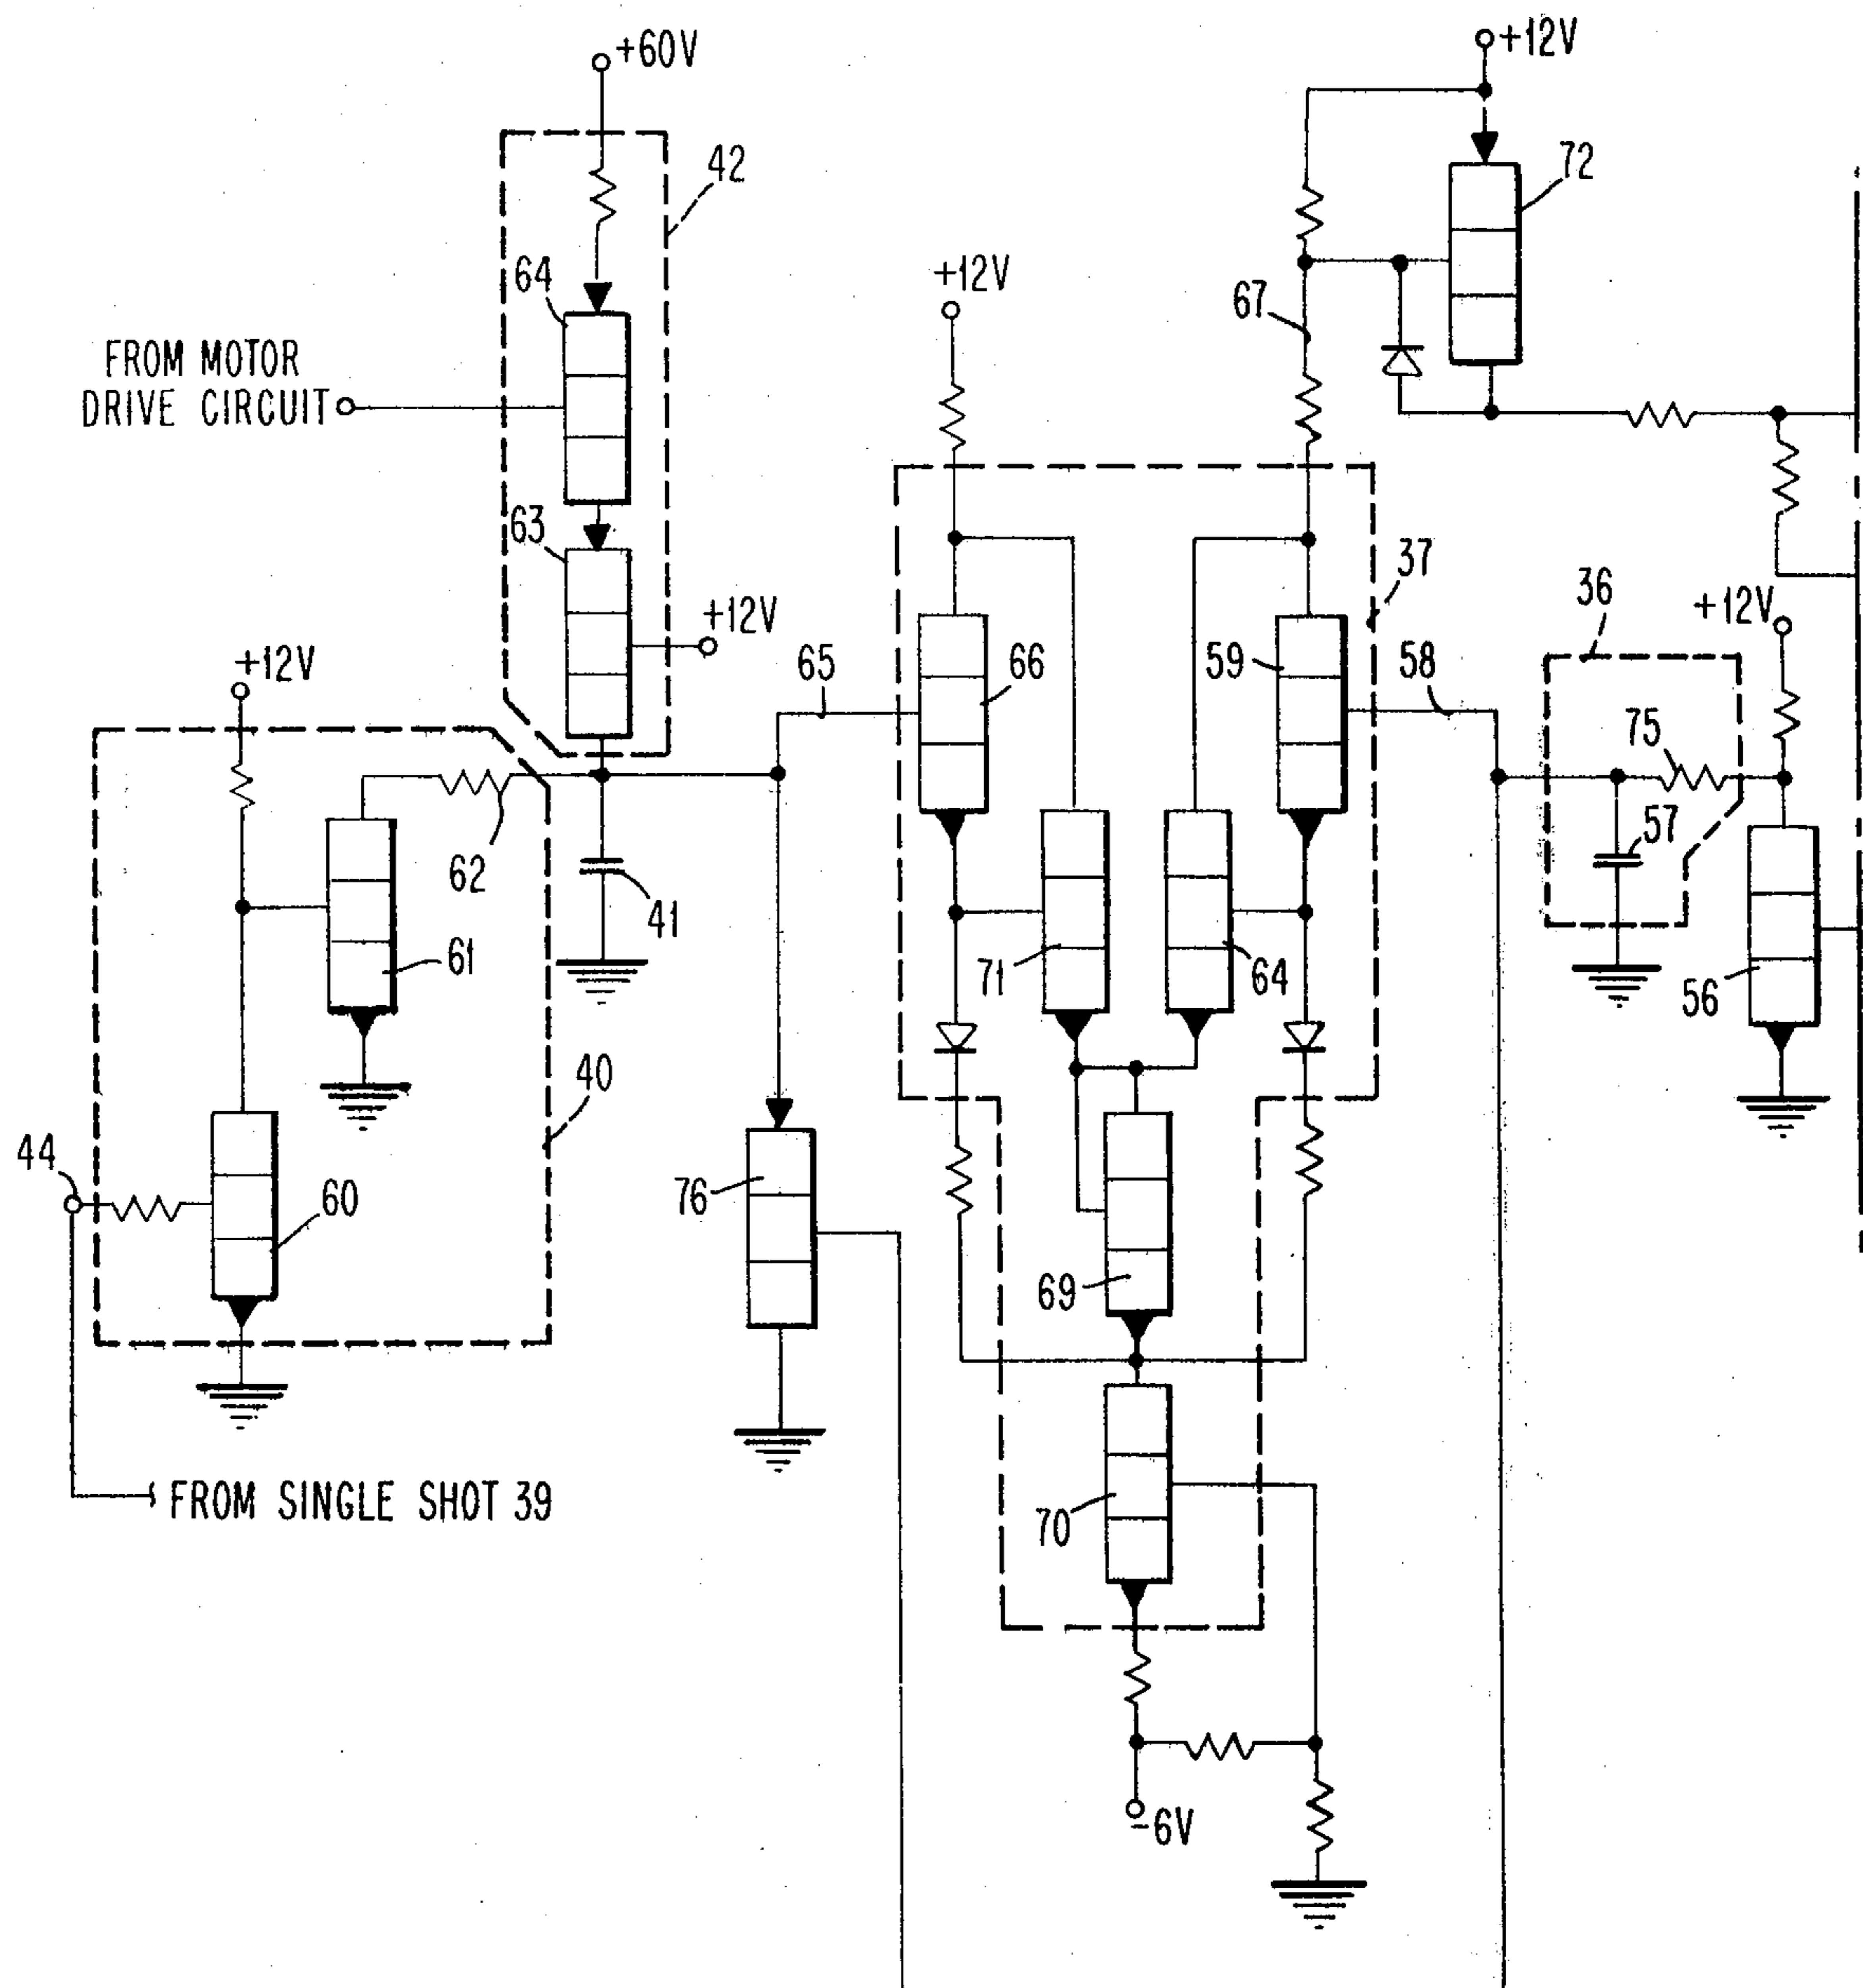 +60V
+12V
42
72
64
+12V
67
FROM MOTOR
DRIVE CIRCUIT
63
37
36
+12V
+12V
+12V
65
66
59
58
75
62
41
57
61
71
64
56
40
44
60
76
69
FROM SINGLE SHOT 39
70
-6V